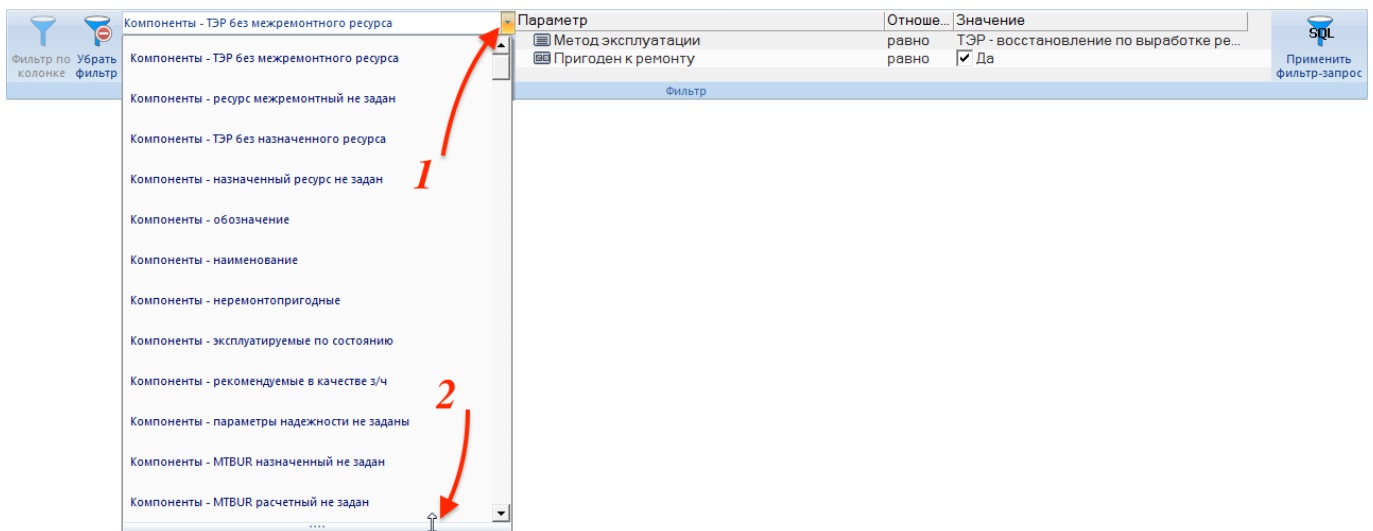 Компоненты - ТЭР без межремонтного ресурса
Параметр Отноше... Значение
Метод эксплуатации равно ТЭР - восстановление по выработке ре...
Пригоден к ремонту равно Да
Фильтр по колонке
Убрать фильтр
SQL
Применить фильтр-запрос
Фильтр
Компоненты - ТЭР без межремонтного ресурса
Компоненты - ресурс межремонтный не задан
Компоненты - ТЭР без назначенного ресурса
Компоненты - назначенный ресурс не задан
1
Компоненты - обозначение
Компоненты - наименование
Компоненты - неремонтопригодные
Компоненты - эксплуатируемые по состоянию
Компоненты - рекомендуемые в качестве з/ч
2
Компоненты - параметры надежности не заданы
Компоненты - MTBUR назначенный не задан
Компоненты - MTBUR расчетный не задан